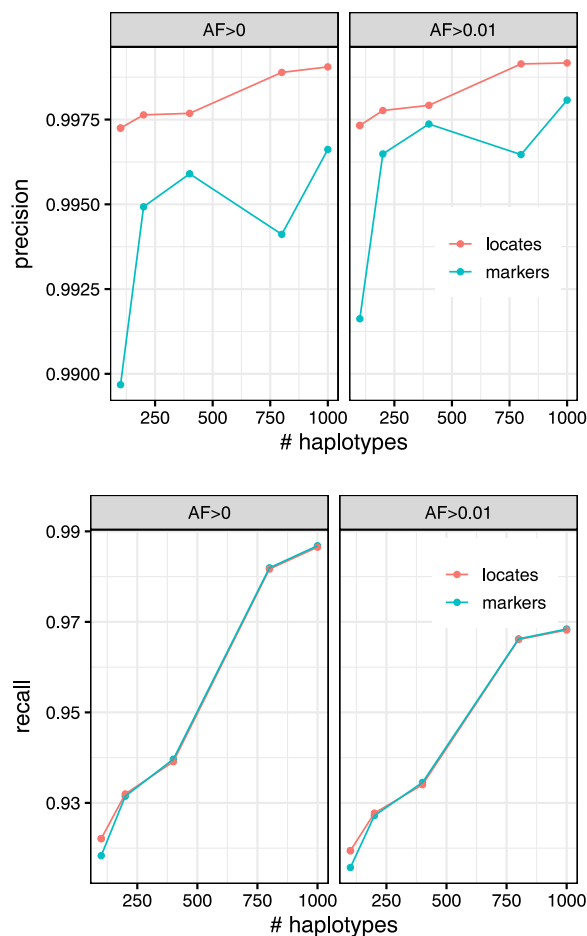 AF>0
AF>0.01
precision
0.9975
0.9950
0.9925
0.9900
locates
markers
250
500
750
1000
250
500
750
1000
# haplotypes
AF>0
AF>0.01
recall
0.99
0.97
0.95
0.93
locates
markers
250
500
750
1000
250
500
750
1000
# haplotypes